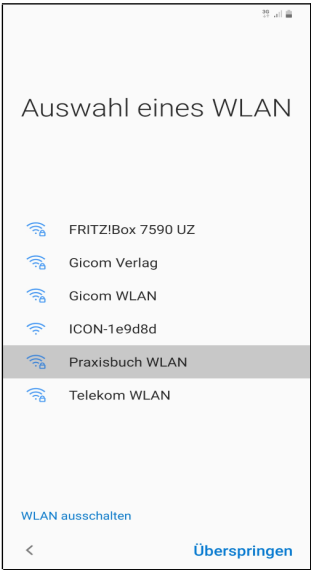 3G
Auswahl eines WLAN
FRITZ!Box 7590 UZ
Gicom Verlag
Gicom WLAN
ICON-1e9d8d
Praxisbuch WLAN
Telekom WLAN
WLAN ausschalten
Überspringen